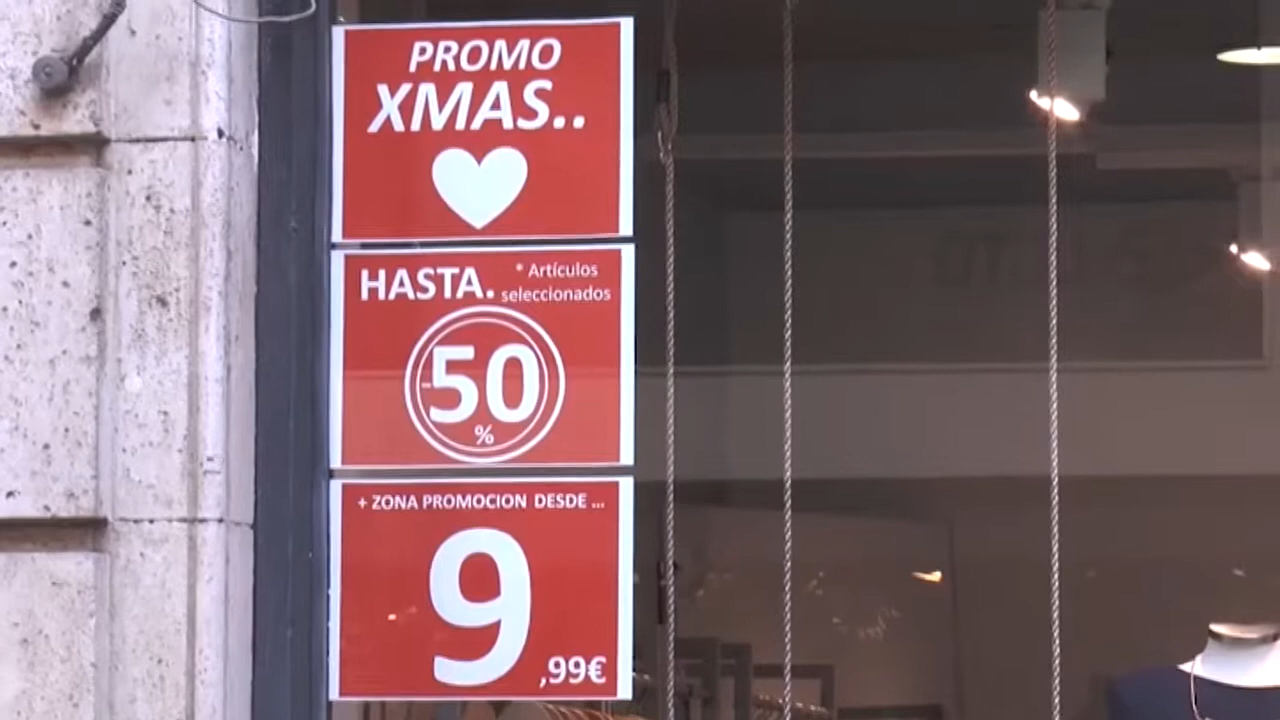 PROMO
XMAS..
HASTA. * Artículos
seleccionados
-50
%
+ ZONA PROMOCION DESDE ...
9
,99€